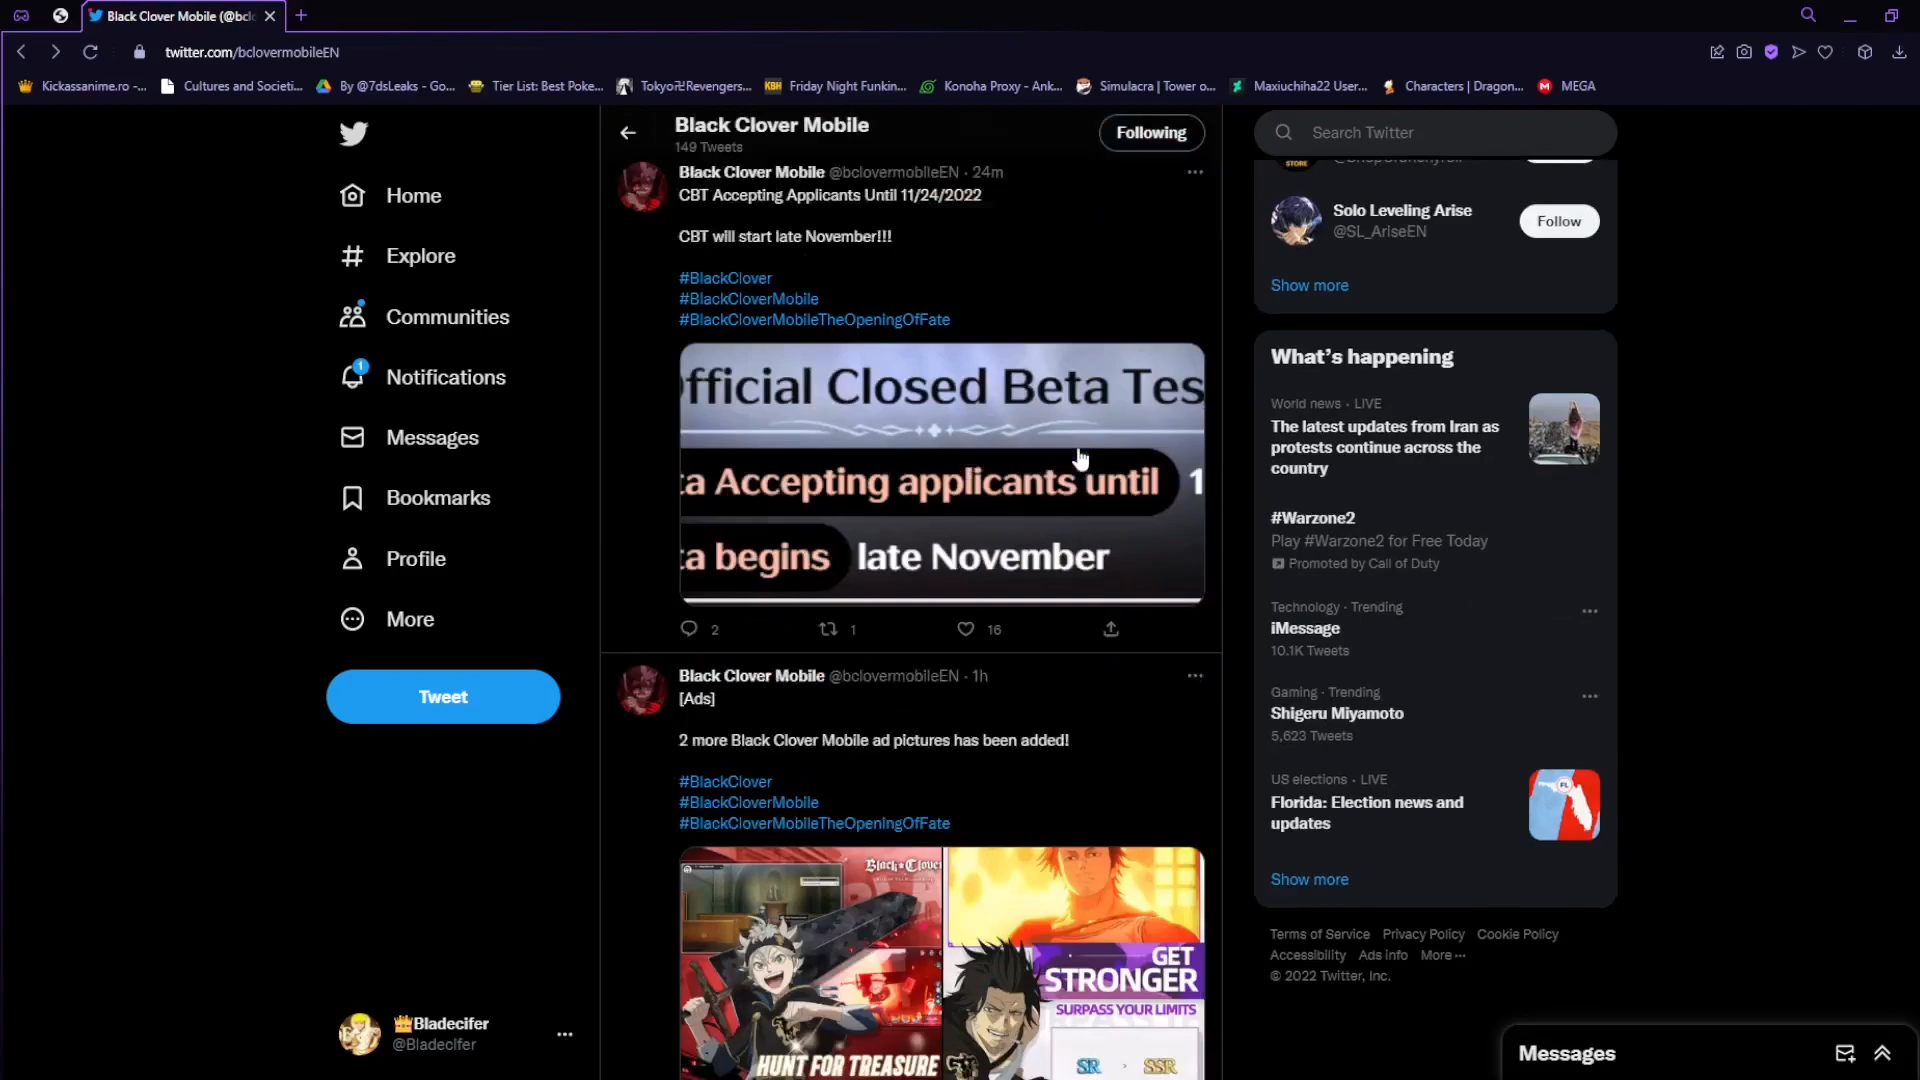 Black Clover Mobile (@bclo
twitter.com/bclovermobileEN
Kickassanime.ro -...
Cultures and Societi...
By @7dsLeaks - Go...
Tier List: Best Poke...
Tokyo卍Revengers...
KBH
Friday Night Funkin...
Konoha Proxy - Ank...
Simulacra | Tower o...
Maxiuchiha22 User...
Characters | Dragon...
MEGA
Home
Explore
Communities
1
Notifications
Messages
Bookmarks
Profile
More
Tweet
👑Bladecifer
@Bladecifer
Black Clover Mobile
149 Tweets
Following
Black Clover Mobile @bclovermobileEN · 24m
CBT Accepting Applicants Until 11/24/2022
CBT will start late November!!!
#BlackClover
#BlackCloverMobile
#BlackCloverMobileTheOpeningOfFate
fficial Closed Beta Tes
ta Accepting applicants until 1
ta begins late November
2 1 16
Black Clover Mobile @bclovermobileEN · 1h
[Ads]
2 more Black Clover Mobile ad pictures has been added!
#BlackClover
#BlackCloverMobile
#BlackCloverMobileTheOpeningOfFate
Black Clover
HUNT FOR TREASURE
GET
STRONGER
SURPASS YOUR LIMITS
SR > SSR
Search Twitter
STORE
Solo Leveling Arise
@SL_AriseEN
Follow
Show more
What's happening
World news · LIVE
The latest updates from Iran as
protests continue across the
country
#Warzone2
Play #Warzone2 for Free Today
Promoted by Call of Duty
Technology · Trending
iMessage
10.1K Tweets
Gaming · Trending
Shigeru Miyamoto
5,623 Tweets
US elections · LIVE
Florida: Election news and
updates
FL
Show more
Terms of Service Privacy Policy Cookie Policy
Accessibility Ads info More ···
© 2022 Twitter, Inc.
Messages